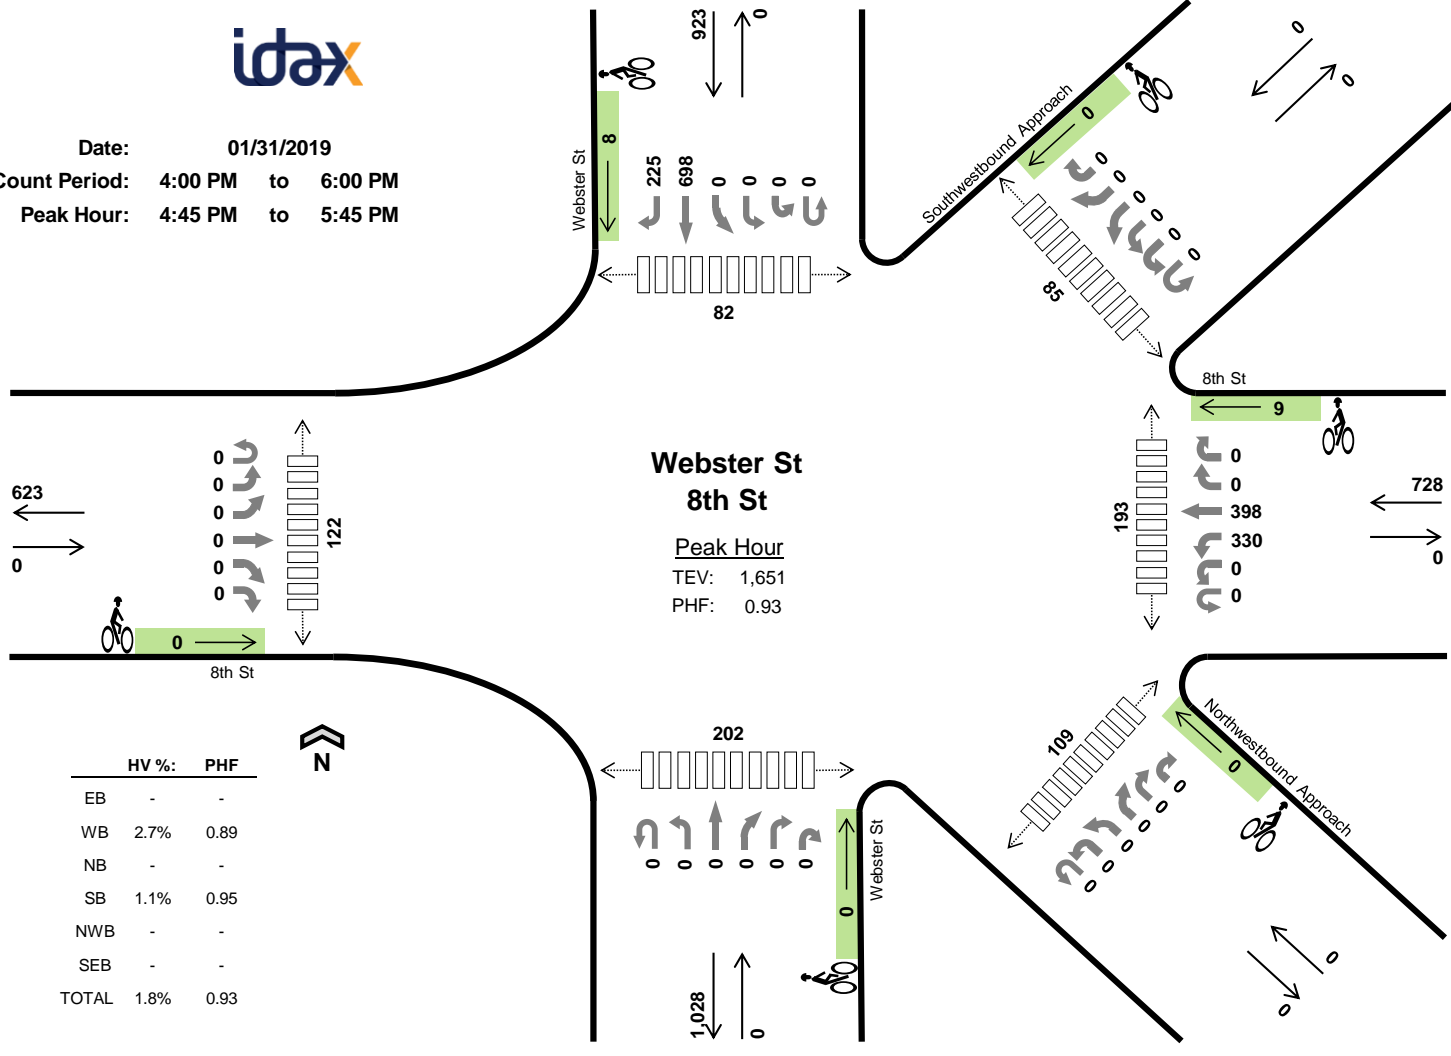 idax
Date: 01/31/2019
Count Period: 4:00 PM to 6:00 PM
Peak Hour: 4:45 PM to 5:45 PM
923
0
Webster St
8
225 698 0 0 0 0
82
Southwestbound Approach
0
0 0 0 0 0 0
85
0
0
8th St
9
728
0
193
0
0
398
330
0
0
623
0
0
0
0
0
0
0
122
0
8th St
Webster St
8th St
Peak Hour
TEV: 1,651
PHF: 0.93
N
HV %: PHF
EB - -
WB 2.7% 0.89
NB - -
SB 1.1% 0.95
NWB - -
SEB - -
TOTAL 1.8% 0.93
202
0 0 0 0 0 0
0
Webster St
1,028
0
109
0 0 0 0 0 0
0
Northwestbound Approach
0
0